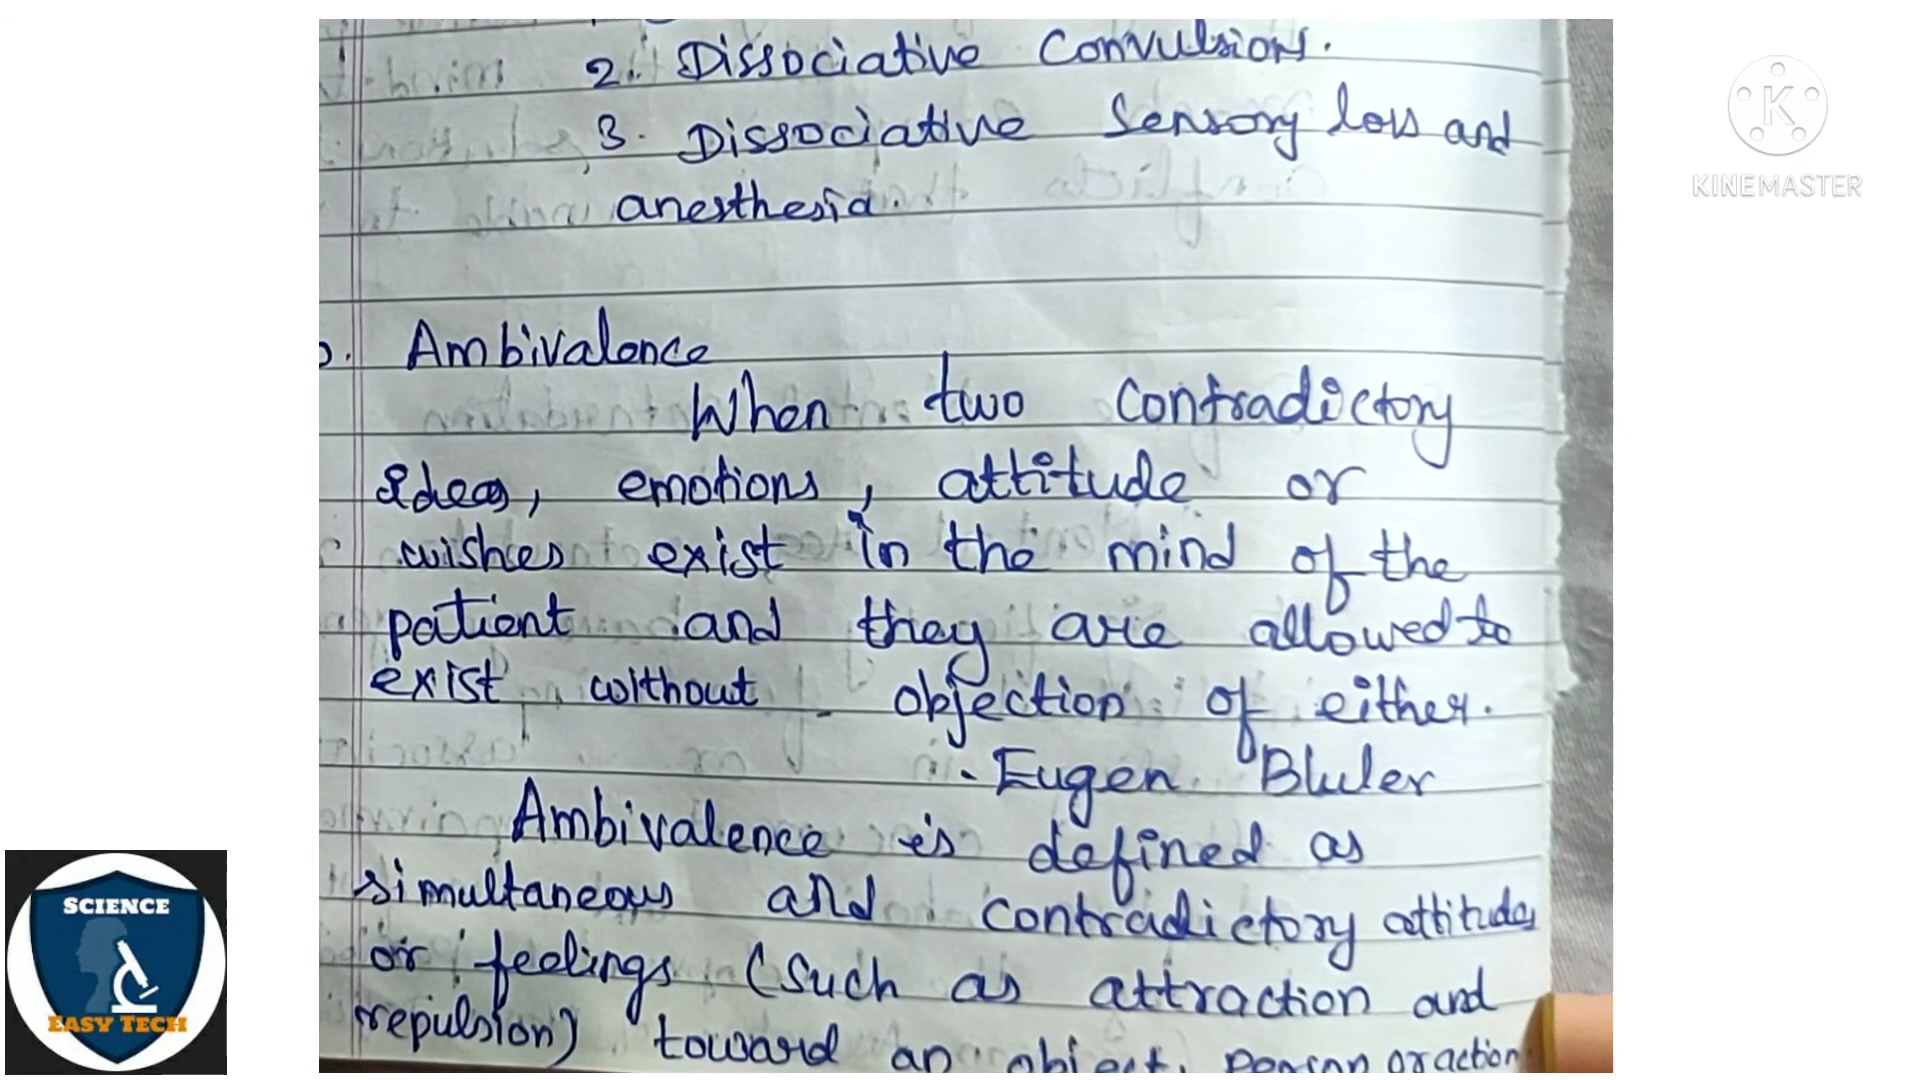 2. Dissociative Convulsions.
3. Dissociative Sensory loss and
anesthesia.
KINEMASTER
Ambivalence
When two contradictory
ideas, emotions, attitude or
wishes exist in the mind of the
patient and they are allowed to
exist without objection of either.
- Eugen Bluler
Ambivalence is defined as
simultaneous and contradictory attitudes
or feelings (such as attraction and
repulsion) toward an object, person or action
SCIENCE
EASY TECH